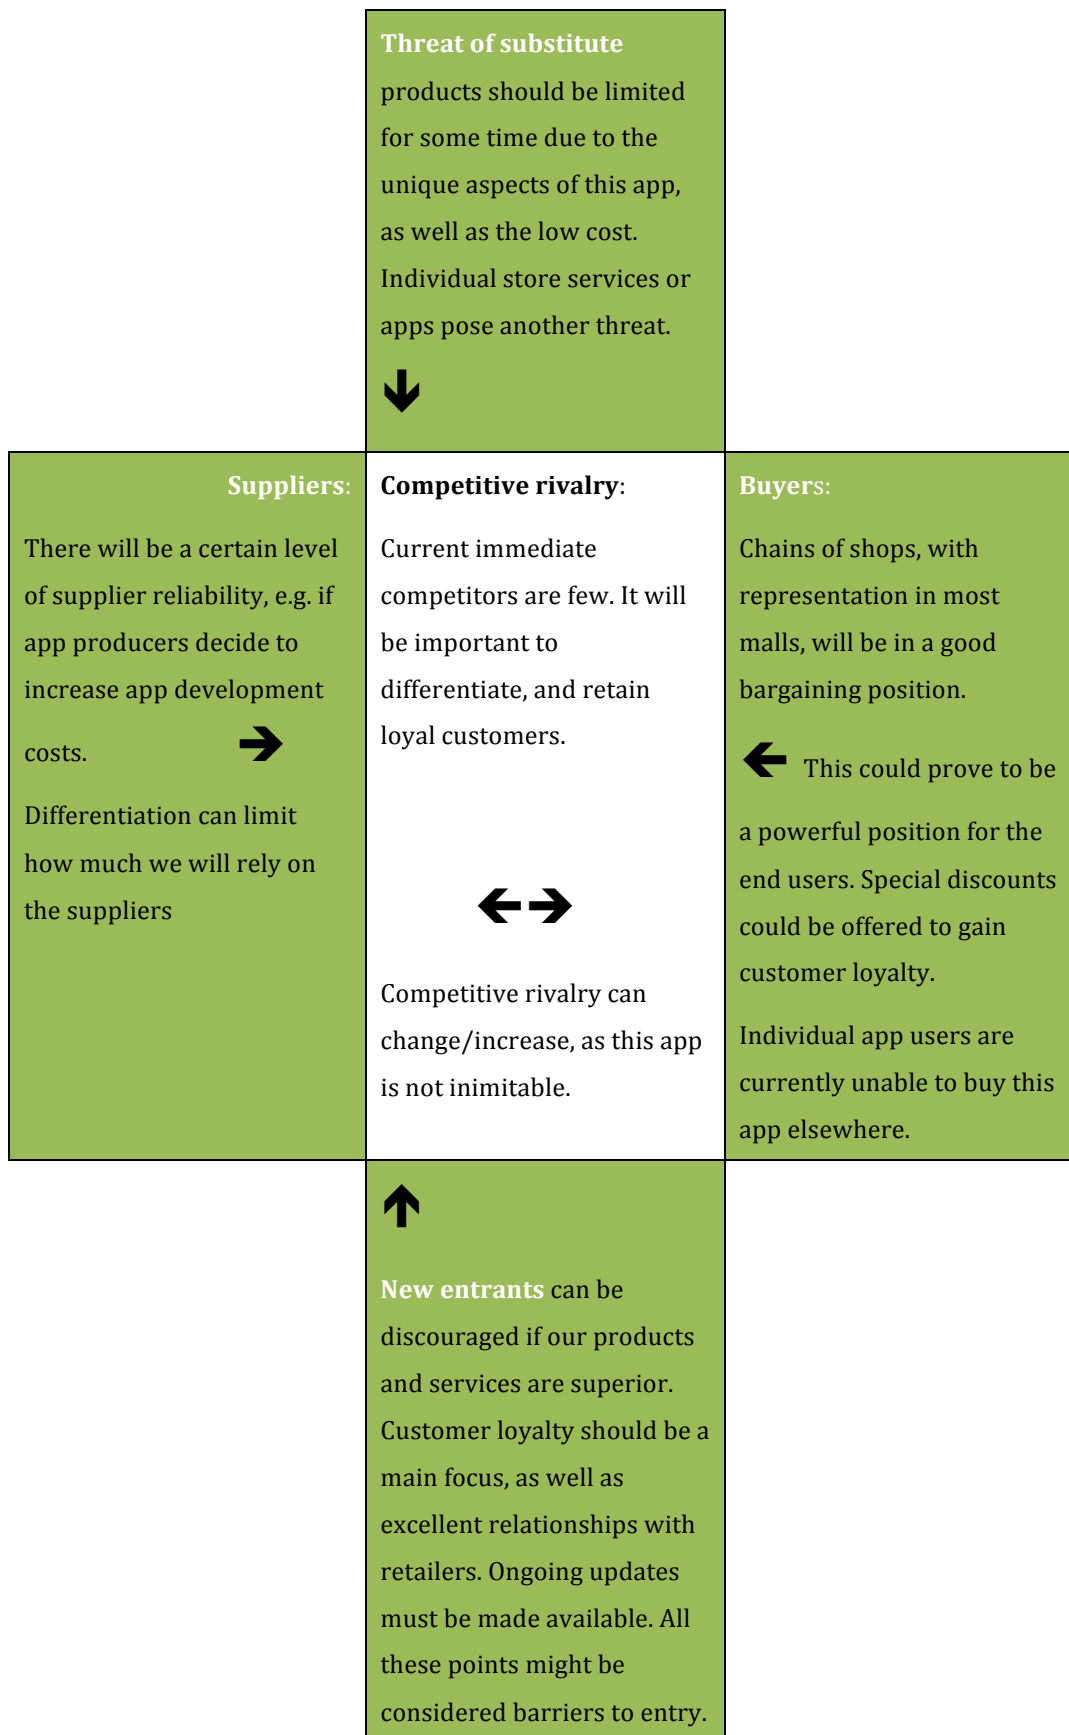 Threat of substitute
products should be limited
for some time due to the
unique aspects of this app,
as well as the low cost.
Individual store services or
apps pose another threat.
Suppliers:
There will be a certain level
of supplier reliability, e.g. if
app producers decide to
increase app development
costs.
Differentiation can limit
how much we will rely on
the suppliers
Competitive rivalry:
Current immediate
competitors are few. It will
be important to
differentiate, and retain
loyal customers.
Competitive rivalry can
change/increase, as this app
is not inimitable.
Buyers:
Chains of shops, with
representation in most
malls, will be in a good
bargaining position.
This could prove to be
a powerful position for the
end users. Special discounts
could be offered to gain
customer loyalty.
Individual app users are
currently unable to buy this
app elsewhere.
New entrants can be
discouraged if our products
and services are superior.
Customer loyalty should be a
main focus, as well as
excellent relationships with
retailers. Ongoing updates
must be made available. All
these points might be
considered barriers to entry.